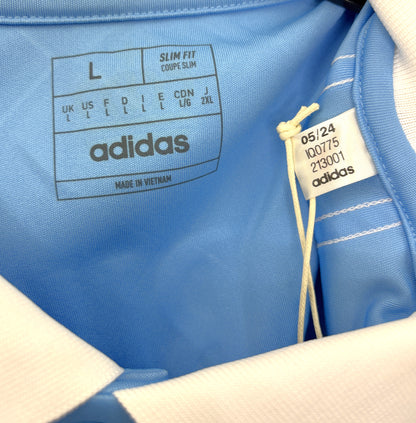 L
SLIM FIT
COUPE SLIM
UK US F D I E CDN J
L L L L L L L/G 2XL
adidas
MADE IN VIETNAM
05/24
IQ0775
213001
adidas